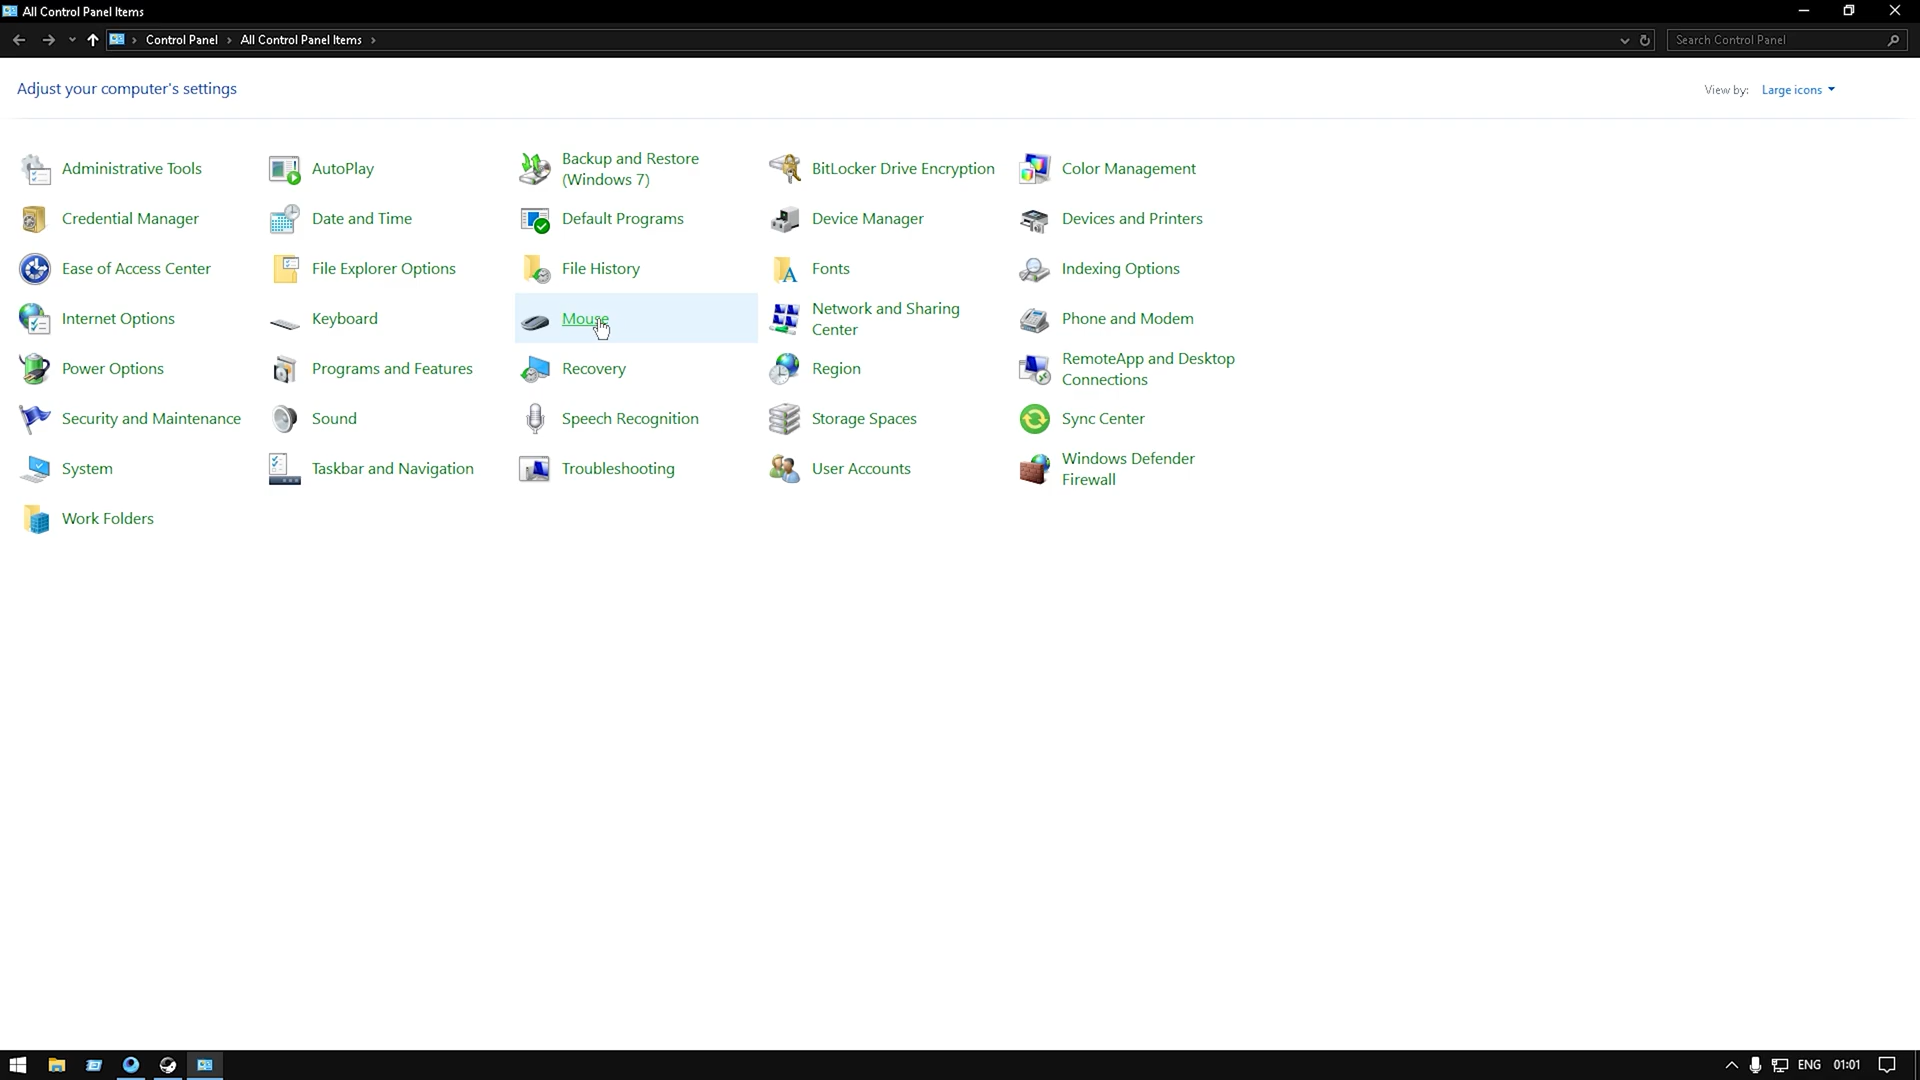 All Control Panel Items
Control Panel
All Control Panel Items
Search Control Panel
Adjust your computer's settings
View by: Large icons
Administrative Tools
AutoPlay
Backup and Restore
(Windows 7)
BitLocker Drive Encryption
Color Management
Credential Manager
Date and Time
Default Programs
Device Manager
Devices and Printers
Ease of Access Center
File Explorer Options
File History
Fonts
Indexing Options
Internet Options
Keyboard
Mouse
Network and Sharing
Center
Phone and Modem
Power Options
Programs and Features
Recovery
Region
RemoteApp and Desktop
Connections
Security and Maintenance
Sound
Speech Recognition
Storage Spaces
Sync Center
System
Taskbar and Navigation
Troubleshooting
User Accounts
Windows Defender
Firewall
Work Folders
ENG 01:01